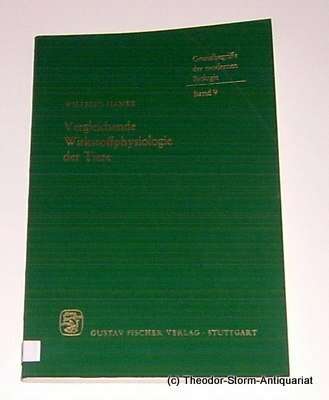 Grundbegriffe
der modernen
Biologie
Band 9
WILFRIED HANKE
Vergleichende
Wirkstoffphysiologie
der Tiere
GUSTAV FISCHER VERLAG · STUTTGART
(c) Theodor-Storm-Antiquariat